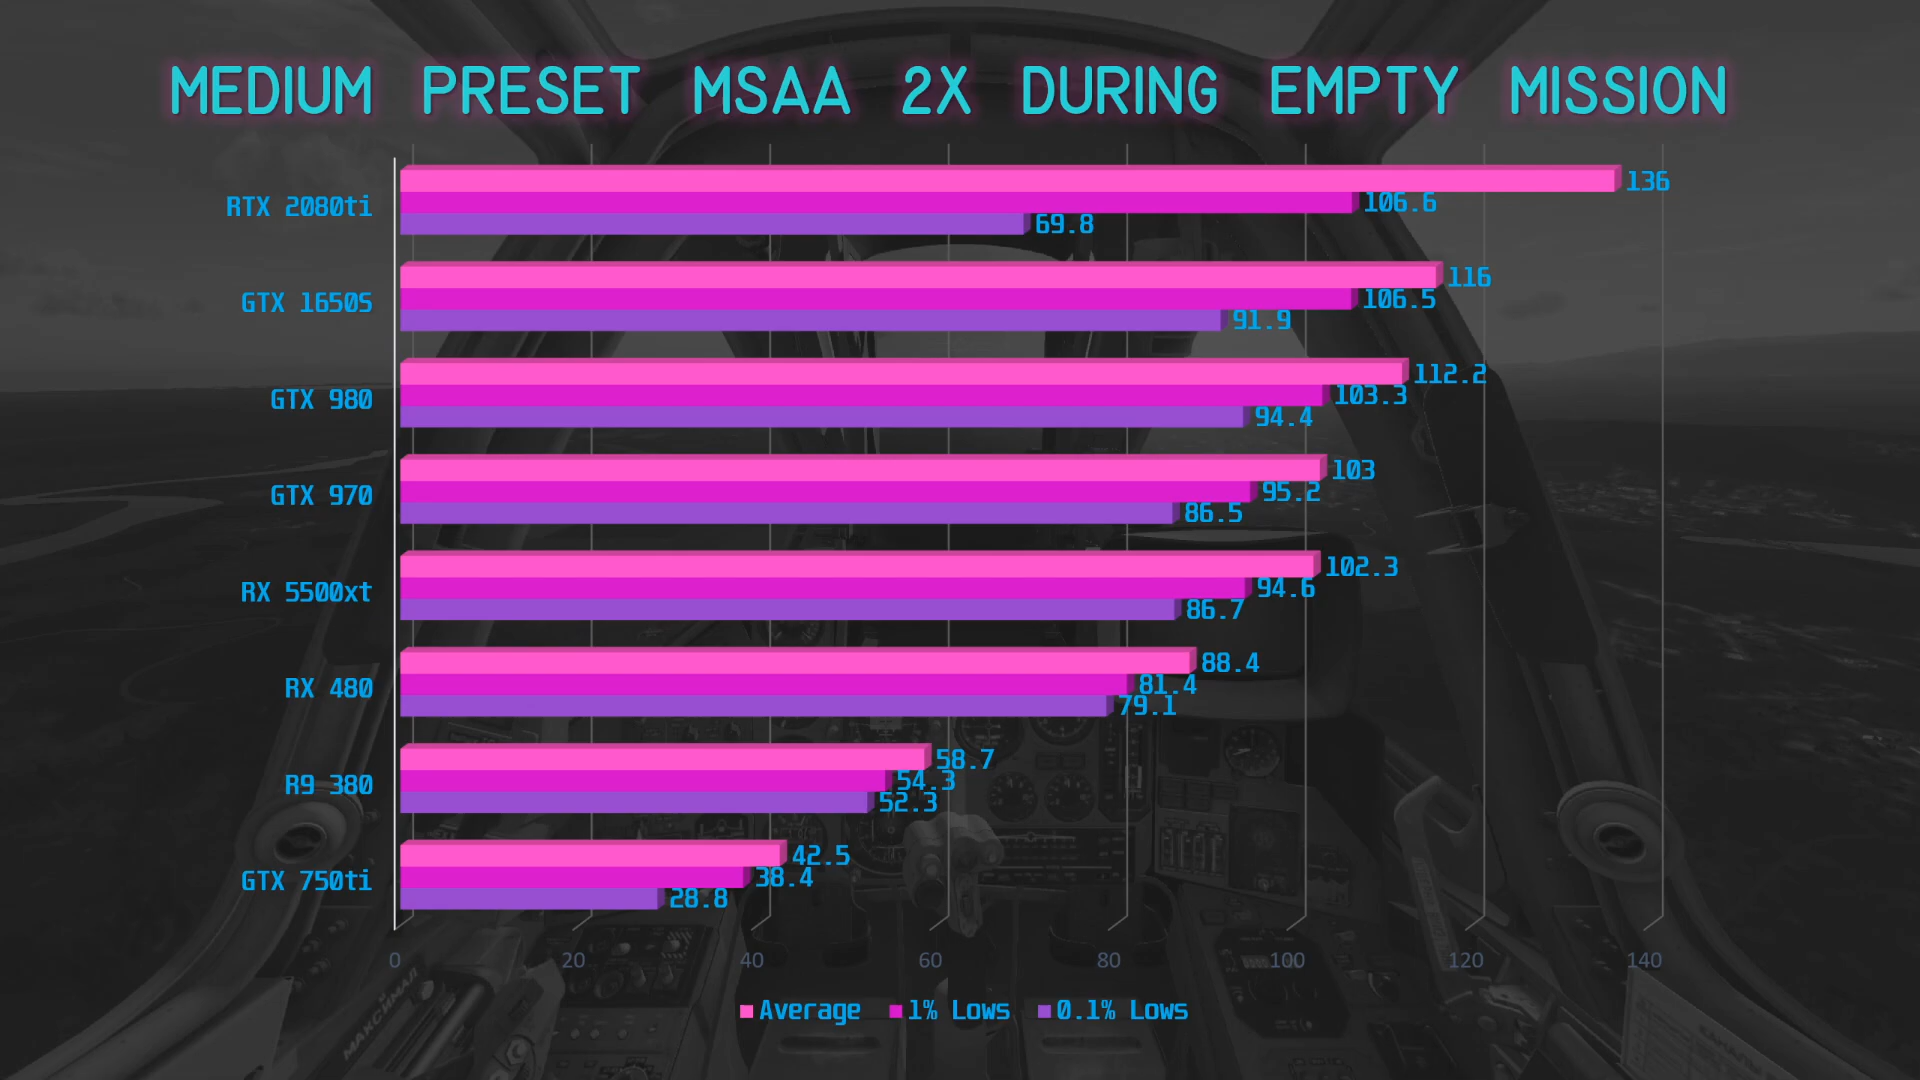 MEDIUM PRESET MSAA 2X DURING EMPTY MISSION
RTX 2080ti
136
106.6
69.8
GTX 1650S
116
106.5
91.9
GTX 980
112.2
103.3
94.4
GTX 970
103
95.2
86.5
RX 5500xt
102.3
94.6
86.7
RX 480
88.4
81.4
79.1
R9 380
58.7
54.3
52.3
GTX 750ti
42.5
38.4
28.8
0 20 40 60 80 100 120 140
Average 1% Lows 0.1% Lows
МАКСИМАЛ